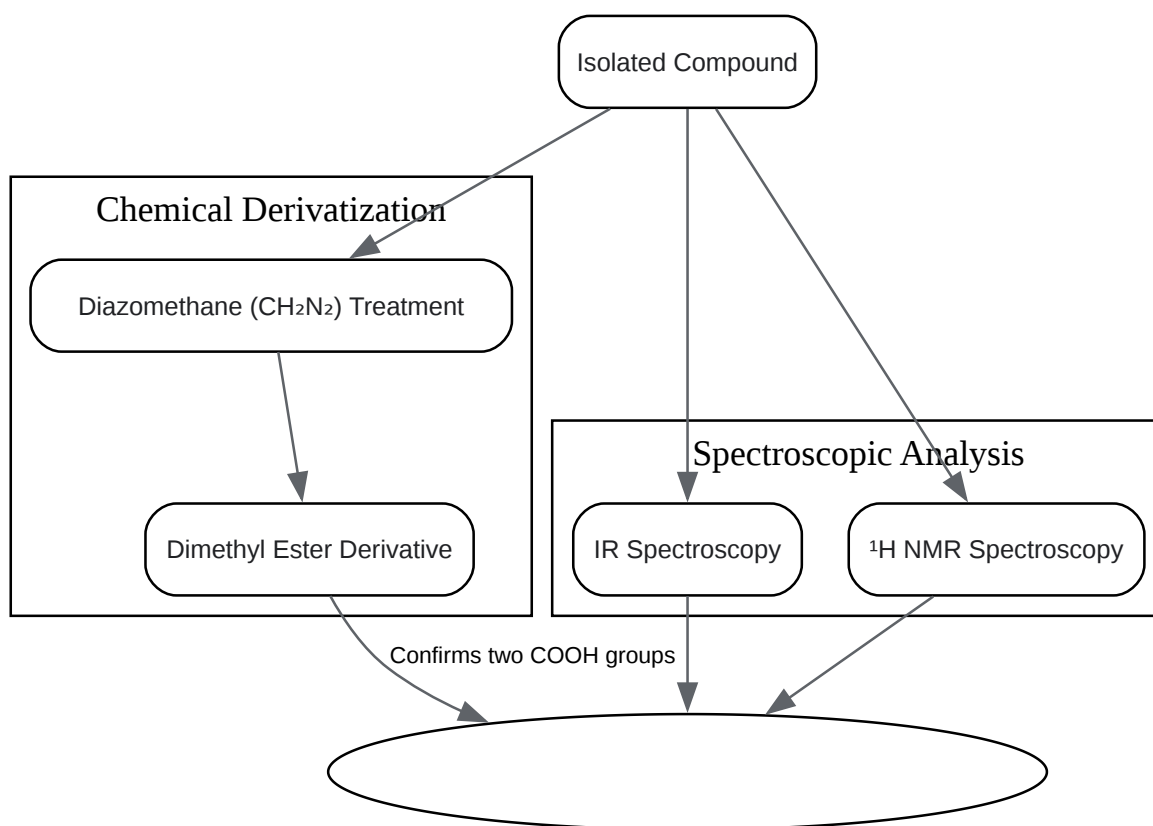 Isolated Compound
Chemical Derivatization
Diazomethane (CH₂N₂) Treatment
Spectroscopic Analysis
Dimethyl Ester Derivative
IR Spectroscopy
¹H NMR Spectroscopy
Confirms two COOH groups